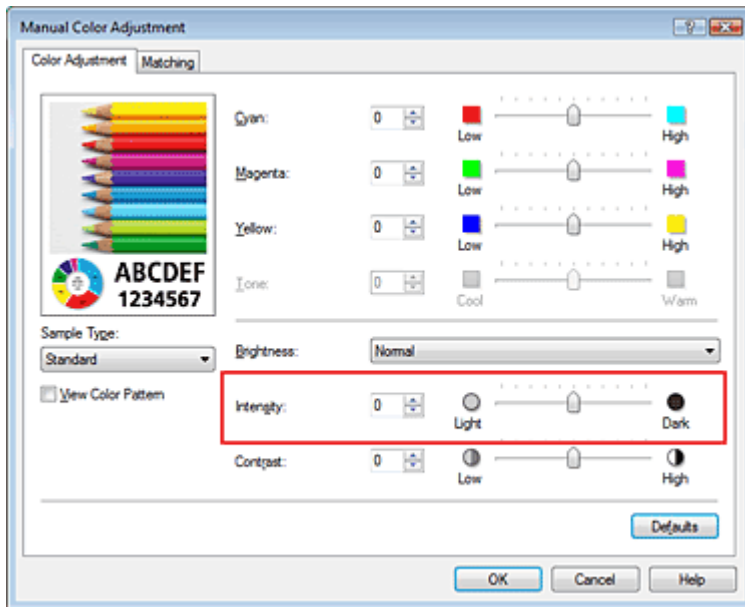 Manual Color Adjustment
Color Adjustment Matching
Cyan: 0 Low High
Magenta: 0 Low High
Yellow: 0 Low High
Tone: 0 Cool Warm
ABCDEF
1234567
Sample Type:
Standard
View Color Pattern
Brightness: Normal
Intensity: 0 Light Dark
Contrast: 0 Low High
Defaults
OK Cancel Help